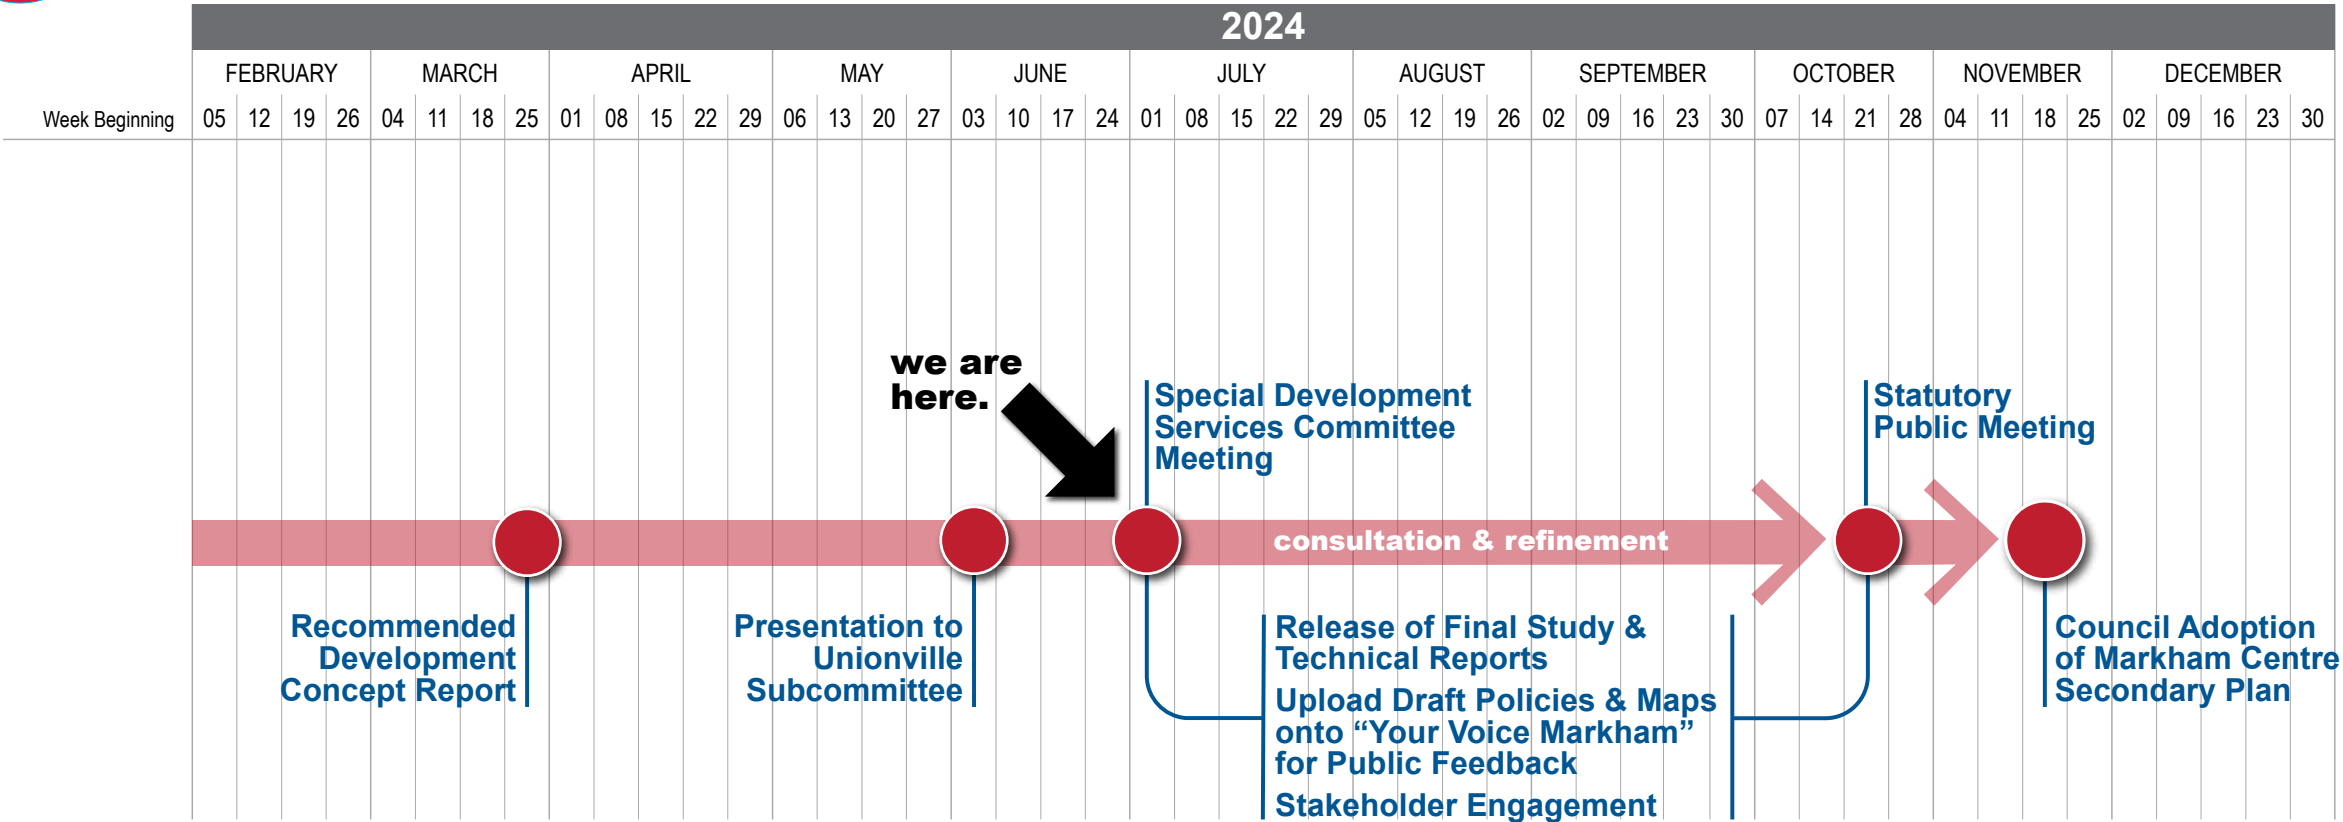 2024
FEBRUARY MARCH APRIL MAY JUNE JULY AUGUST SEPTEMBER OCTOBER NOVEMBER DECEMBER
Week Beginning 05 12 19 26 04 11 18 25 01 08 15 22 29 06 13 20 27 03 10 17 24 01 08 15 22 29 05 12 19 26 02 09 16 23 30 07 14 21 28 04 11 18 25 02 09 16 23 30
we are
here.
Special Development
Services Committee
Meeting
Statutory
Public Meeting
consultation & refinement
Recommended
Development
Concept Report
Presentation to
Unionville
Subcommittee
Release of Final Study &
Technical Reports
Upload Draft Policies & Maps
onto “Your Voice Markham”
for Public Feedback
Stakeholder Engagement
Council Adoption
of Markham Centre
Secondary Plan